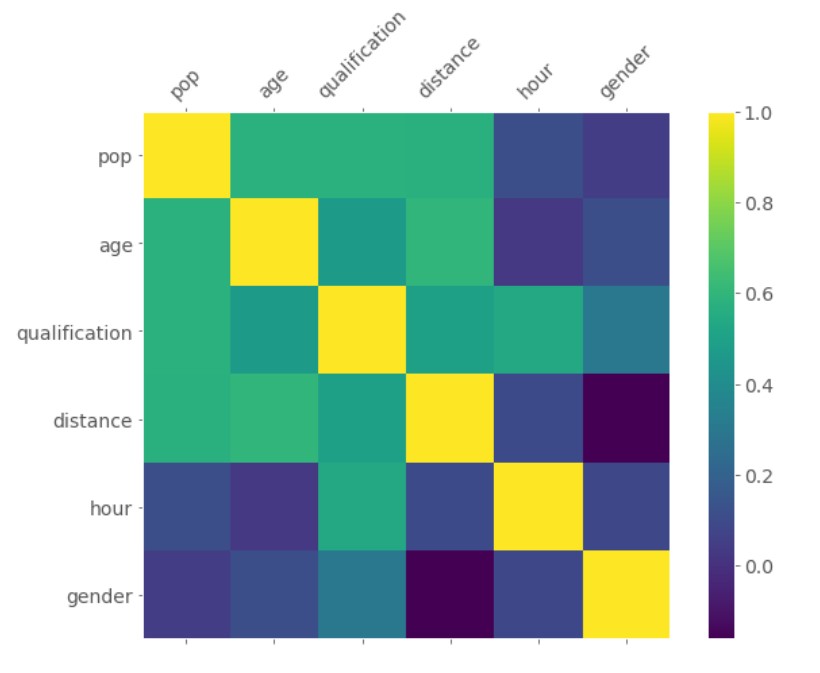 pop age qualification distance hour gender
pop
age
qualification
distance
hour
gender
1.0
0.8
0.6
0.4
0.2
0.0